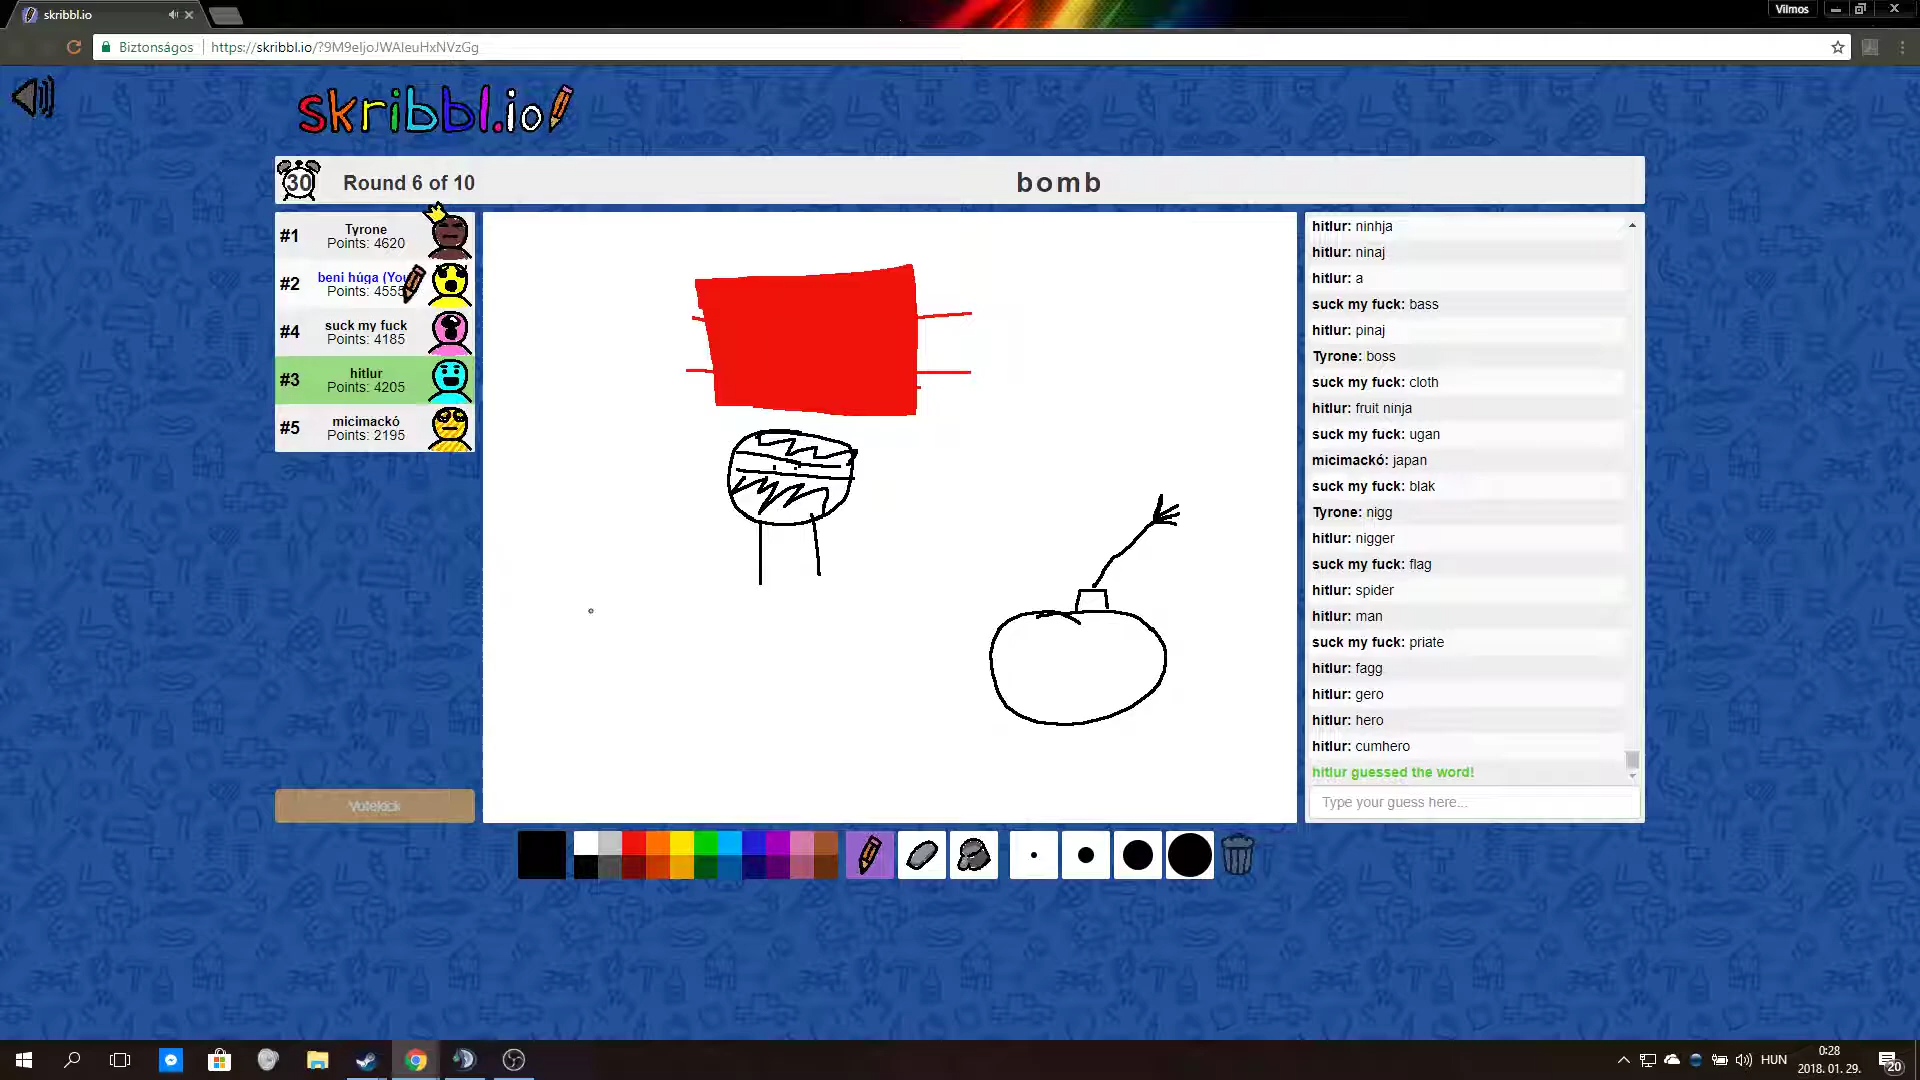 skribbl.io
Vilmos
Biztonságos
https://skribbl.io/?9M9eljoJWAleuHxNVzGg
skribbl.io
30
Round 6 of 10
bomb
#1
Tyrone
Points: 4620
#2
beni húga (You
Points: 4555
#4
suck my fuck
Points: 4185
#3
hitlur
Points: 4205
#5
micimackó
Points: 2195
Votekick
hitlur: ninhja
hitlur: ninaj
hitlur: a
suck my fuck: bass
hitlur: pinaj
Tyrone: boss
suck my fuck: cloth
hitlur: fruit ninja
suck my fuck: ugan
micimackó: japan
suck my fuck: blak
Tyrone: nigg
hitlur: nigger
suck my fuck: flag
hitlur: spider
hitlur: man
suck my fuck: priate
hitlur: fagg
hitlur: gero
hitlur: hero
hitlur: cumhero
hitlur guessed the word!
Type your guess here...
HUN
0:28
2018. 01. 29.
20